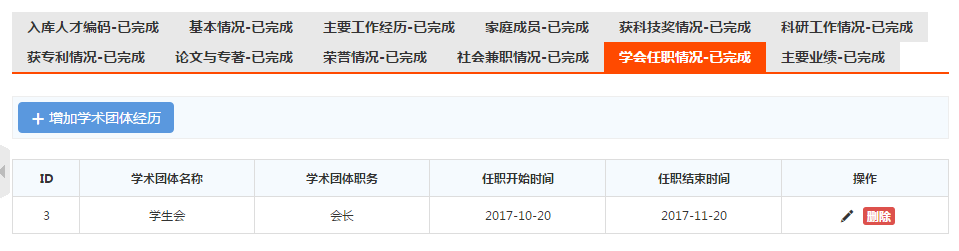 入库人才编码-已完成 基本情况-已完成 主要工作经历-已完成 家庭成员-已完成 获科技奖情况-已完成 科研工作情况-已完成
获专利情况-已完成 论文与专著-已完成 荣誉情况-已完成 社会兼职情况-已完成 学会任职情况-已完成 主要业绩-已完成
+ 增加学术团体经历
ID 学术团体名称 学术团体职务 任职开始时间 任职结束时间 操作
3 学生会 会长 2017-10-20 2017-11-20 删除